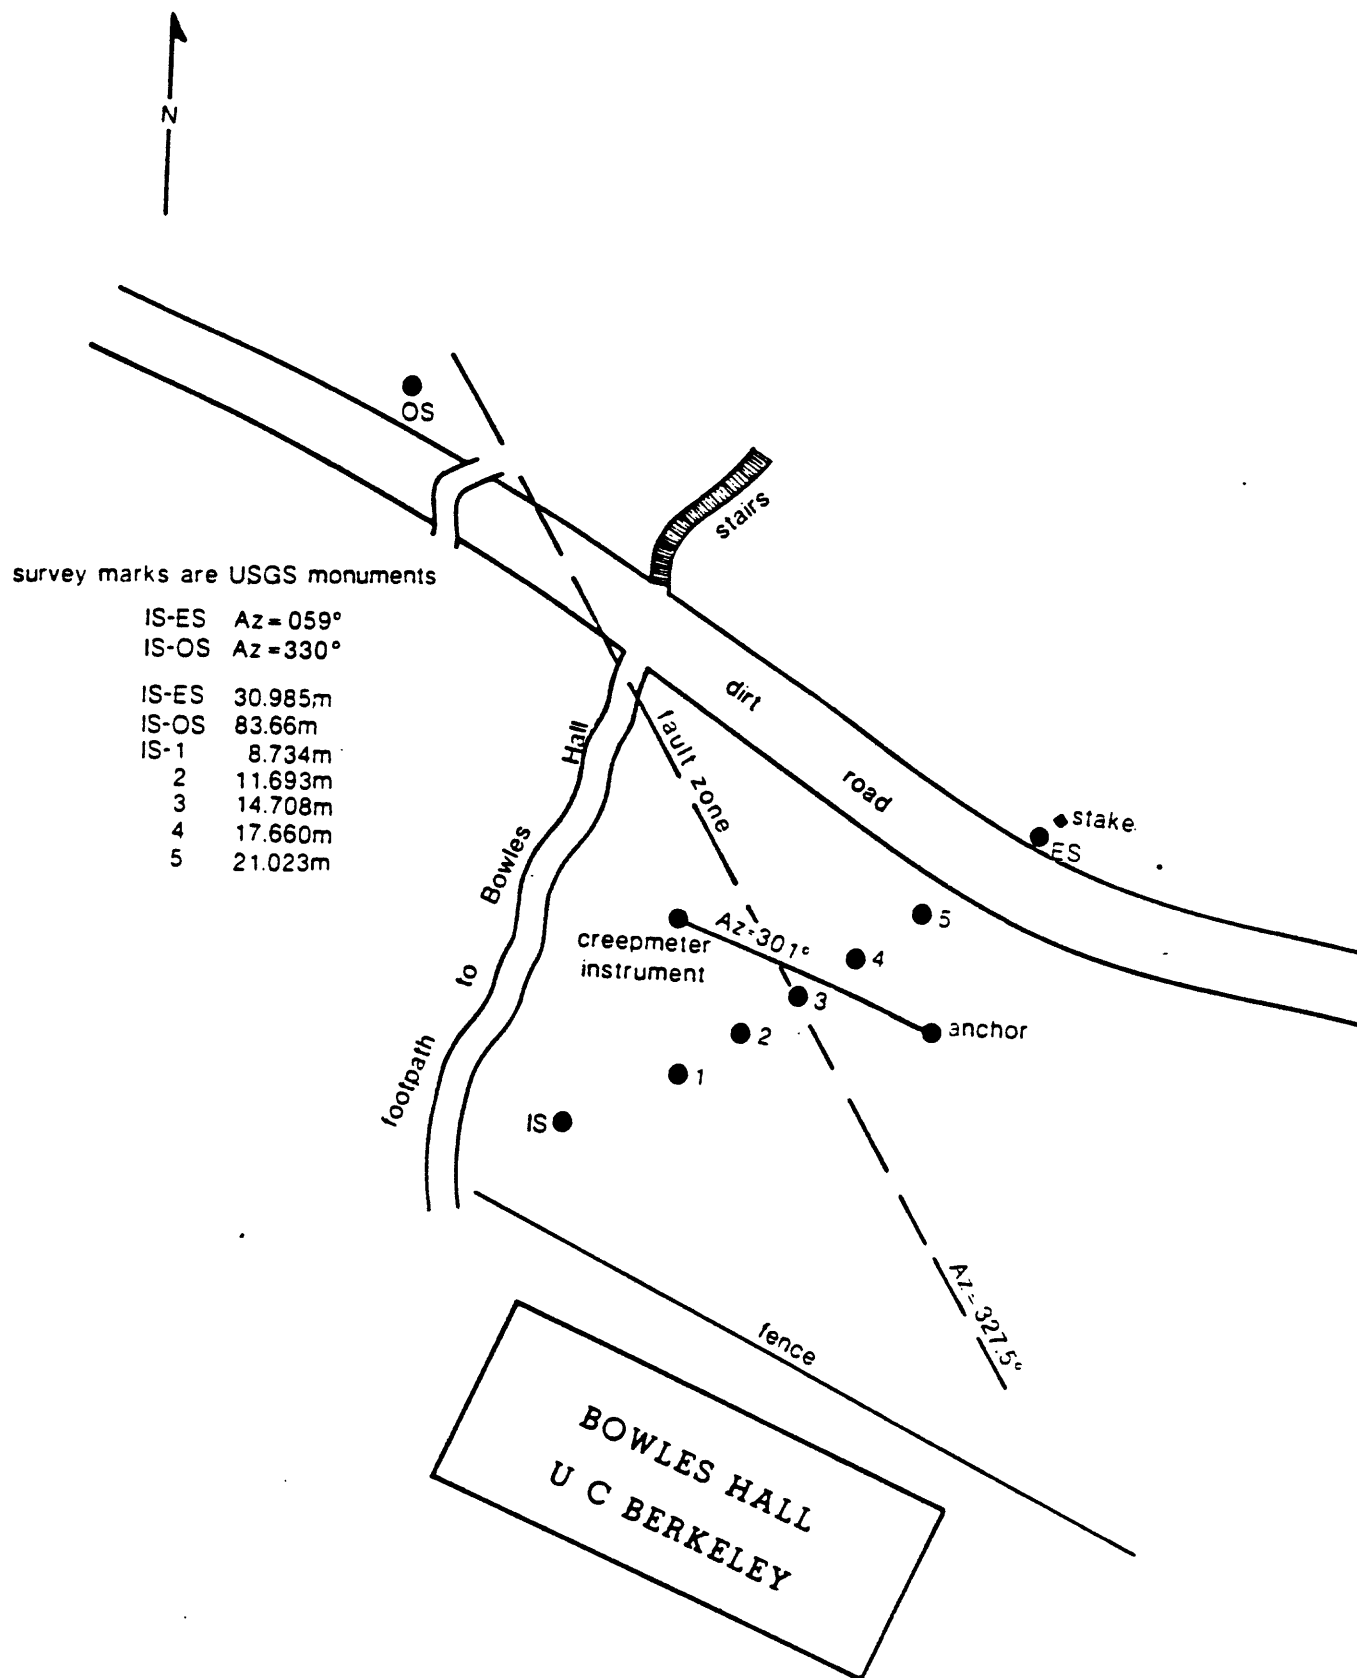 N
OS
stairs
survey marks are USGS monuments
IS-ES Az = 059°
IS-OS Az = 330°
IS-ES 30.985m
IS-OS 83.66m
IS-1 8.734m
2 11.693m
3 14.708m
4 17.660m
5 21.023m
dirt
road
fault zone
footpath to Bowles Hall
stake
ES
5
Az=301°
creepmeter
instrument
4
3
anchor
2
1
IS
Az= 327.5°
fence
BOWLES HALL
U C BERKELEY